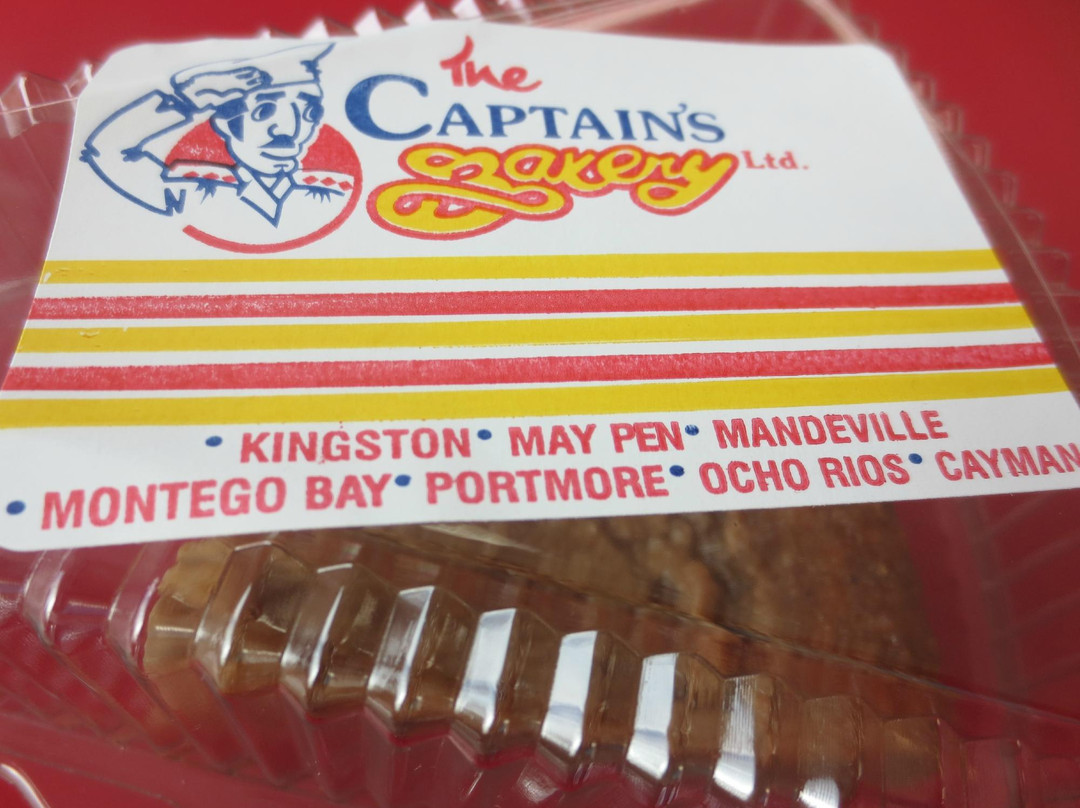 The
CAPTAIN'S
Bakery Ltd.
• KINGSTON • MAY PEN • MANDEVILLE
• MONTEGO BAY • PORTMORE • OCHO RIOS • CAYMAN